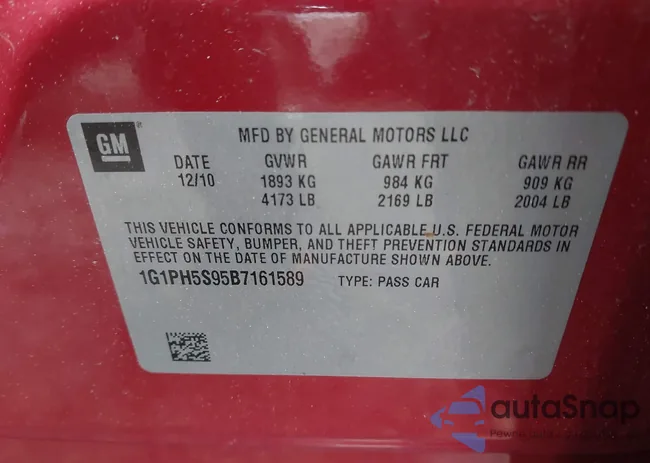 GM
MFD BY GENERAL MOTORS LLC
DATE GVWR GAWR FRT GAWR RR
12/10 1893 KG 984 KG 909 KG
4173 LB 2169 LB 2004 LB
THIS VEHICLE CONFORMS TO ALL APPLICABLE U.S. FEDERAL MOTOR
VEHICLE SAFETY, BUMPER, AND THEFT PREVENTION STANDARDS IN
EFFECT ON THE DATE OF MANUFACTURE SHOWN ABOVE.
1G1PH5S95B7161589 TYPE: PASS CAR
autoSnap